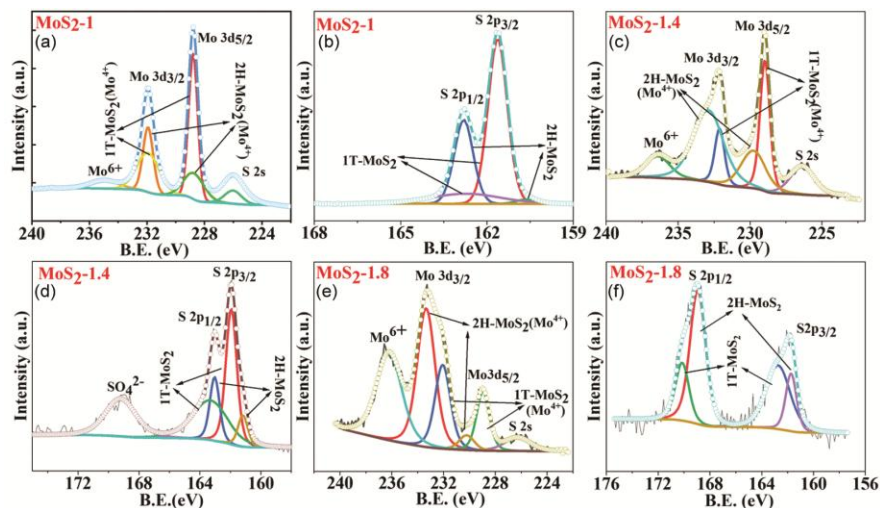 MoS2-1
(a)
Mo 3d5/2
Mo 3d3/2
1T-MoS2(Mo4+)
2H-MoS2(Mo4+)
Mo6+
S 2s
Intensity (a.u.)
240 236 232 228 224
B.E. (eV)
MoS2-1
(b)
S 2p3/2
S 2p1/2
1T-MoS2
2H-MoS2
Intensity (a.u.)
168 165 162 159
B.E. (eV)
MoS2-1.4
(c)
Mo 3d5/2
Mo 3d3/2
2H-MoS2
(Mo4+)
1T-MoS2(Mo4+)
Mo6+
S 2s
Intensity (a.u.)
240 235 230 225
B.E. (eV)
MoS2-1.4
(d)
S 2p3/2
S 2p1/2
1T-MoS2
2H-MoS2
SO42-
Intensity (a.u.)
172 168 164 160
B.E.(eV)
MoS2-1.8
(e)
Mo 3d3/2
Mo6+
2H-MoS2(Mo4+)
Mo3d5/2
1T-MoS2
(Mo4+)
S 2s
Intensity (a.u.)
240 236 233 230 226 222
B.E. (eV)
MoS2-1.8
(f)
S 2p1/2
2H-MoS2
S2p3/2
1T-MoS2
Intensity (a.u.)
176 172 168 164 160 156
B.E. (eV)